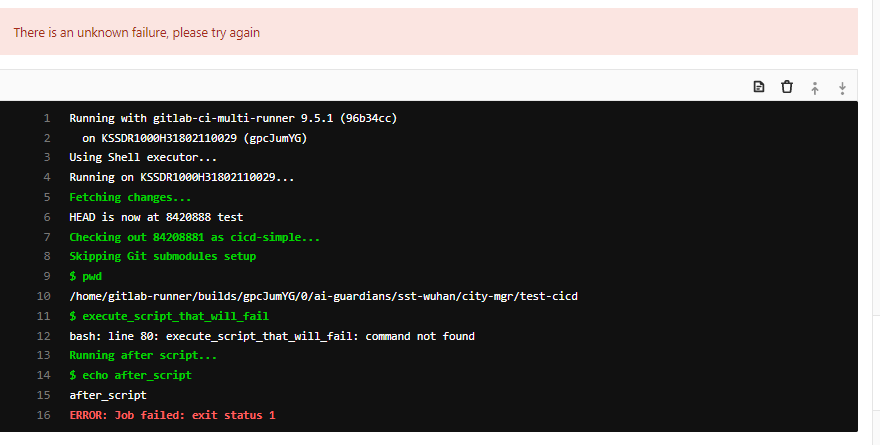 There is an unknown failure, please try again
1 Running with gitlab-ci-multi-runner 9.5.1 (96b34cc)
2 on KSSDR1000H31802110029 (gpcJumYG)
3 Using Shell executor...
4 Running on KSSDR1000H31802110029...
5 Fetching changes...
6 HEAD is now at 8420888 test
7 Checking out 84208881 as cicd-simple...
8 Skipping Git submodules setup
9 $ pwd
10 /home/gitlab-runner/builds/gpcJumYG/0/ai-guardians/sst-wuhan/city-mgr/test-cicd
11 $ execute_script_that_will_fail
12 bash: line 80: execute_script_that_will_fail: command not found
13 Running after script...
14 $ echo after_script
15 after_script
16 ERROR: Job failed: exit status 1